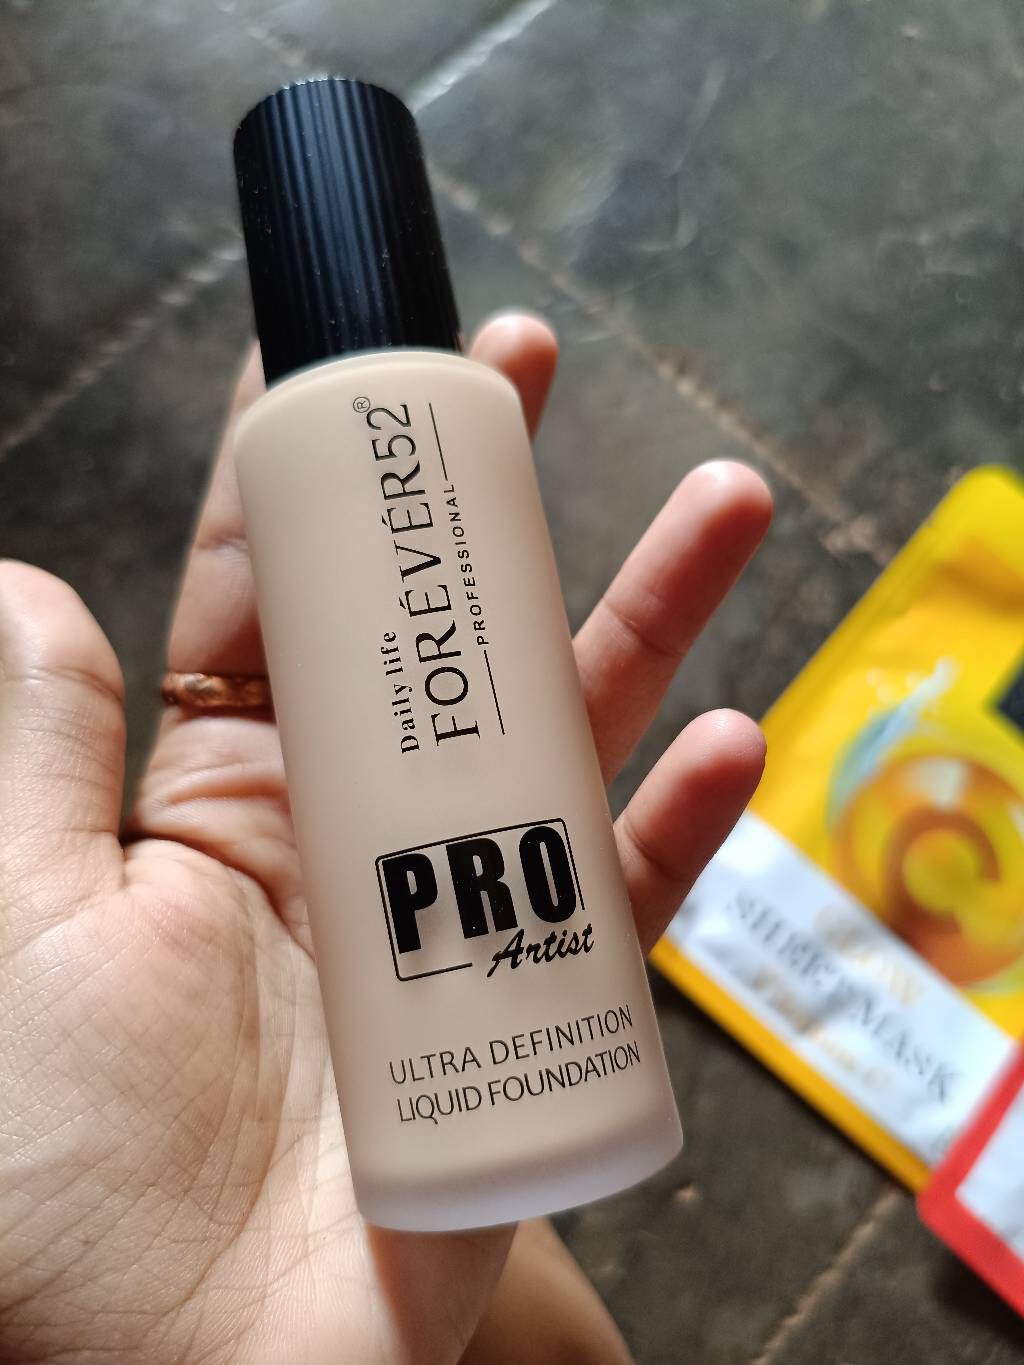 Daily life
FORÉVÉR52®
PROFESSIONAL
PRO
Artist
ULTRA DEFINITION
LIQUID FOUNDATION
SHEET MASK